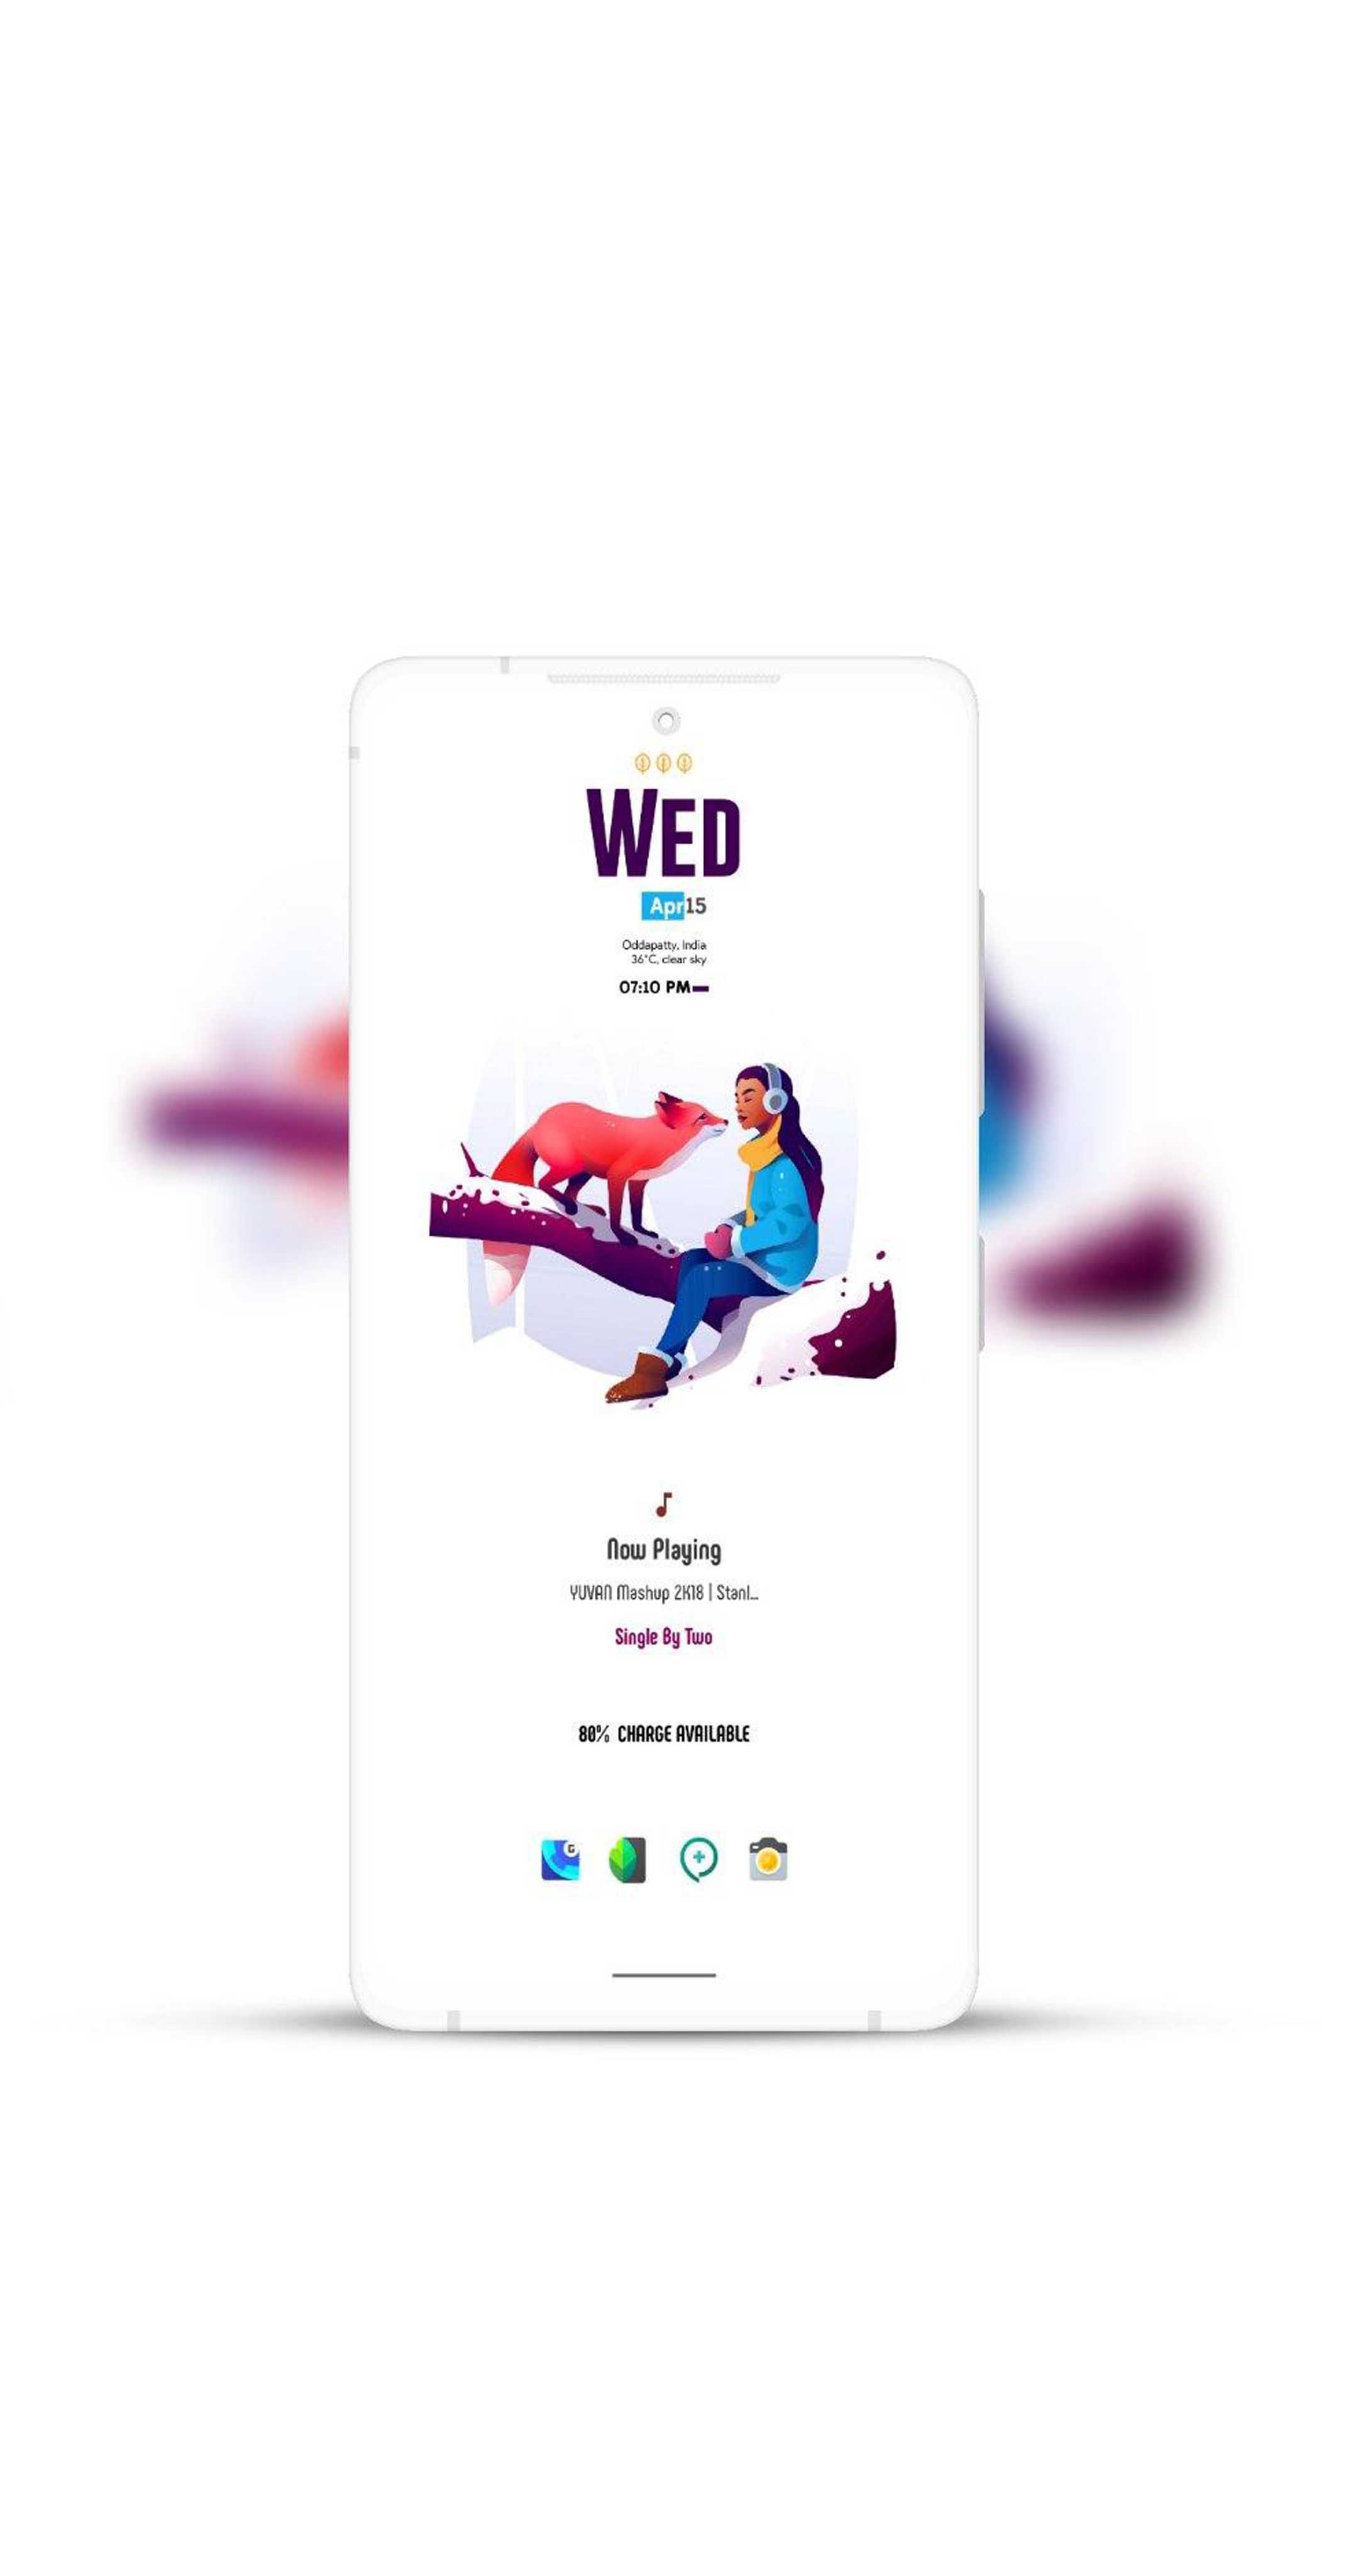 WED
Apr15
Oddapatty, India
36°C, clear sky
07:10 PM
Now Playing
YUVAN Mashup 2K18 | Stanl...
Single By Two
80% CHARGE AVAILABLE
G